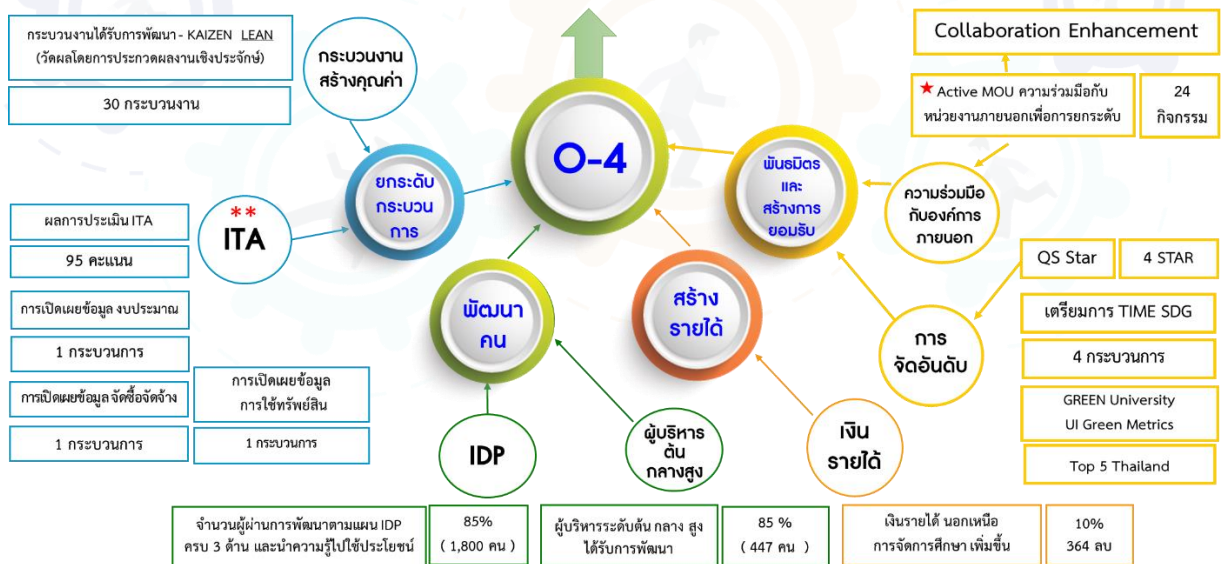 กระบวนงานได้รับการพัฒนา - KAIZEN LEAN
(วัดผลโดยการประกวดผลงานเชิงประจักษ์)
30 กระบวนงาน
กระบวนงาน
สร้างคุณค่า
ยกระดับ
กระบวน
การ
**
ITA
ผลการประเมิน ITA
95 คะแนน
การเปิดเผยข้อมูล งบประมาณ
1 กระบวนการ
การเปิดเผยข้อมูล จัดซื้อจัดจ้าง
1 กระบวนการ
การเปิดเผยข้อมูล
การใช้ทรัพย์สิน
1 กระบวนการ
O-4
พัฒนา
คน
IDP
ผู้บริหาร
ต้น
กลางสูง
จำนวนผู้ผ่านการพัฒนาตามแผน IDP
ครบ 3 ด้าน และนำความรู้ไปใช้ประโยชน์
85%
( 1,800 คน )
ผู้บริหารระดับต้น กลาง สูง
ได้รับการพัฒนา
85 %
( 447 คน )
สร้าง
รายได้
เงิน
รายได้
เงินรายได้ นอกเหนือ
การจัดการศึกษา เพิ่มขึ้น
10%
364 ลบ
พันธมิตร
และ
สร้างการ
ยอมรับ
Collaboration Enhancement
★ Active MOU ความร่วมมือกับ
หน่วยงานภายนอกเพื่อการยกระดับ
24
กิจกรรม
ความร่วมมือ
กับองค์การ
ภายนอก
การ
จัดอันดับ
QS Star
4 STAR
เตรียมการ TIME SDG
4 กระบวนการ
GREEN University
UI Green Metrics
Top 5 Thailand